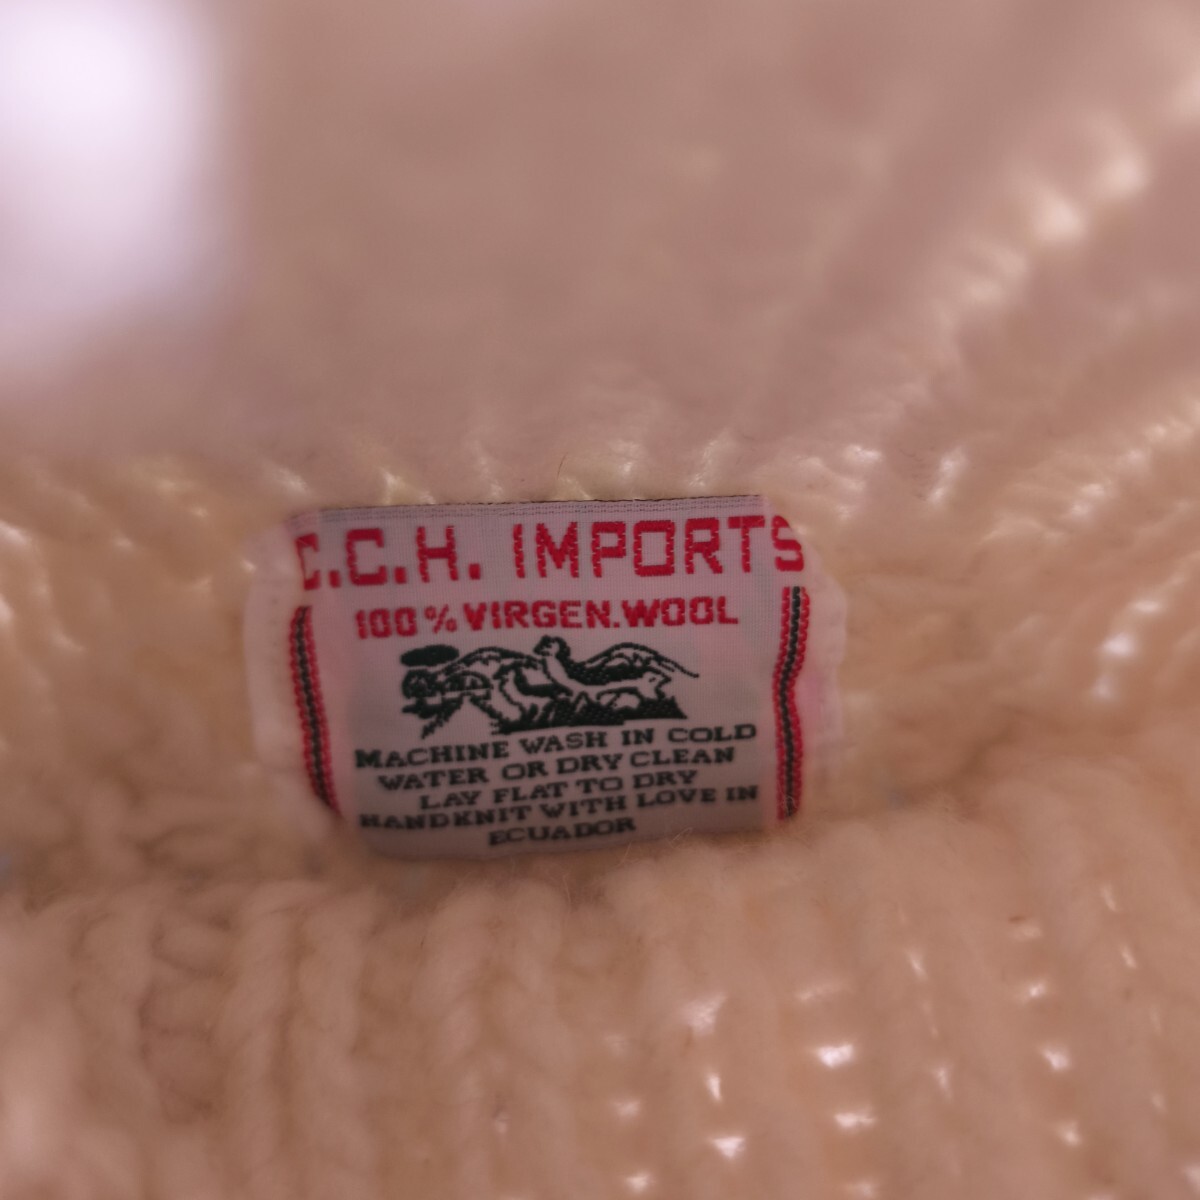 C.C.H. IMPORTS
100% VIRGEN.WOOL
MACHINE WASH IN COLD
WATER OR DRY CLEAN
LAY FLAT TO DRY
HANDKNIT WITH LOVE IN
ECUADOR